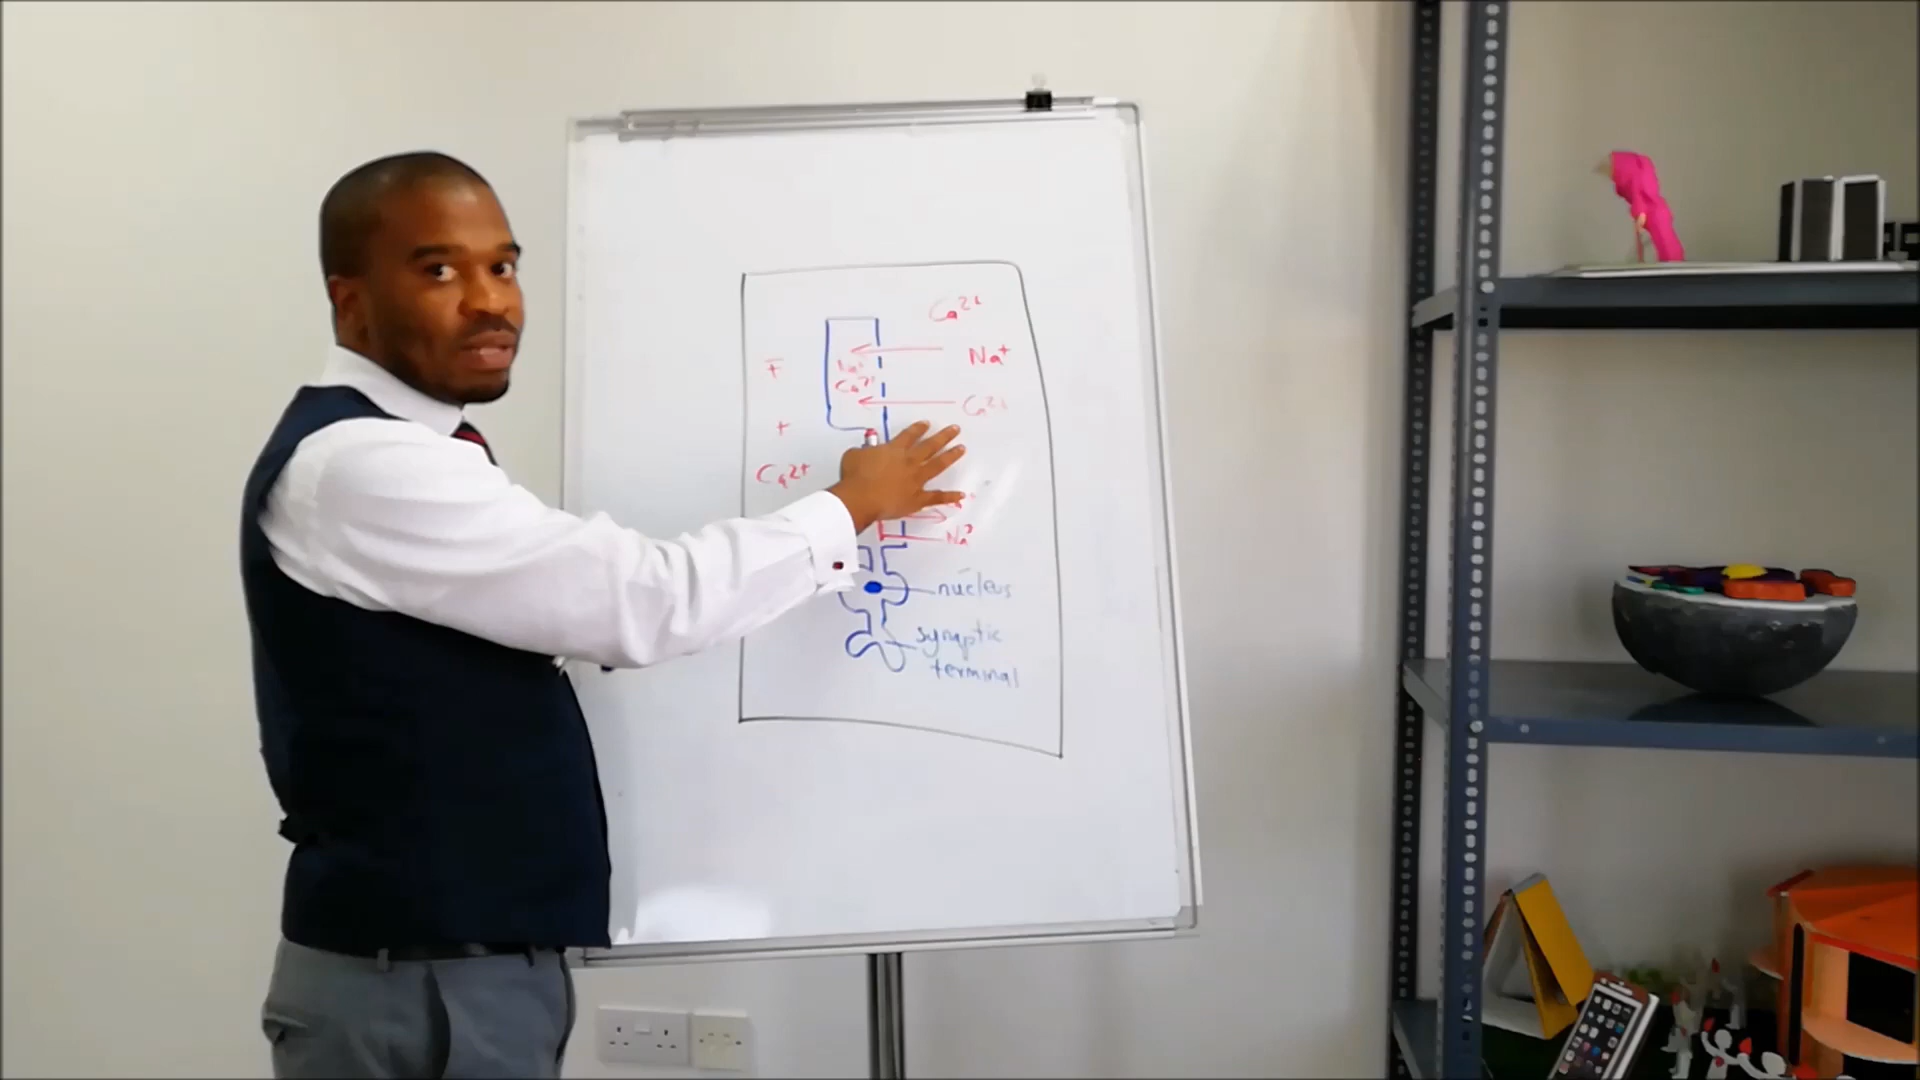 Ca2+
Na+
Na+
Ca2+
Ca2+
+
+
Ca2+
Na+
nucleus
synaptic
terminal